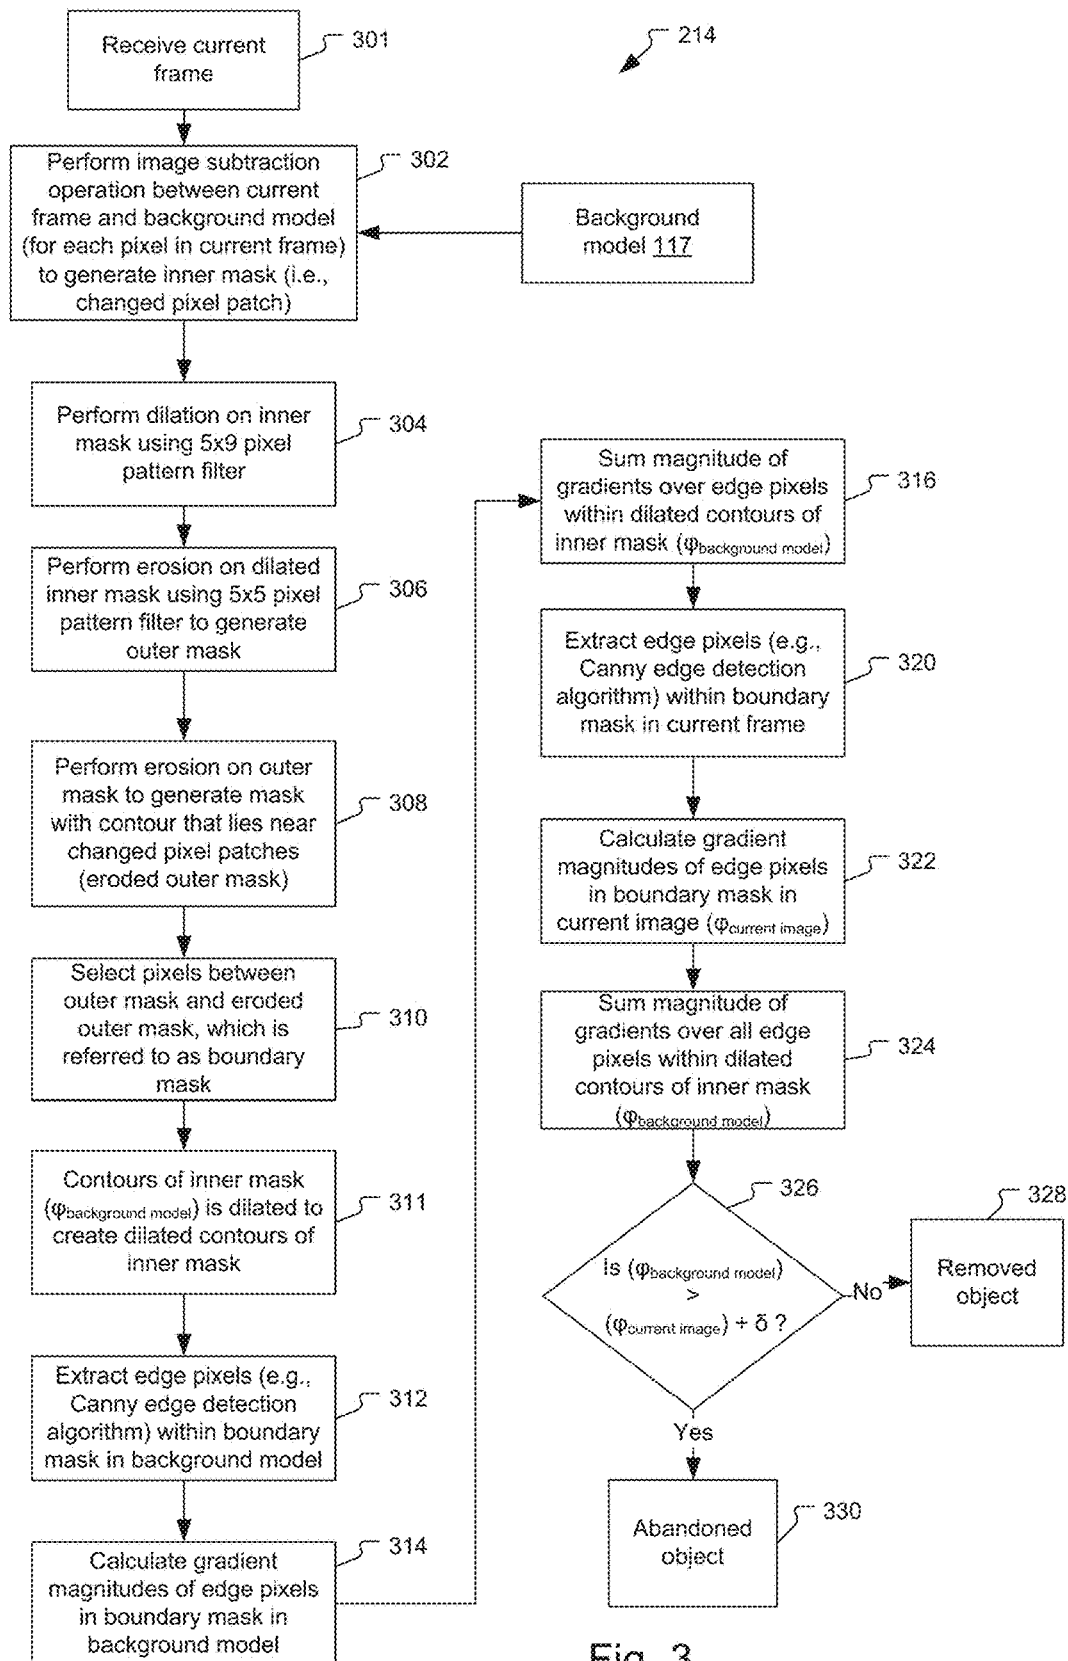 214
Receive current
frame
301
Perform image subtraction
operation between current
frame and background model
(for each pixel in current frame)
to generate inner mask (i.e.,
changed pixel patch)
302
Background
model 117
Perform dilation on inner
mask using 5x9 pixel
pattern filter
304
Perform erosion on dilated
inner mask using 5x5 pixel
pattern filter to generate
outer mask
306
Perform erosion on outer
mask to generate mask
with contour that lies near
changed pixel patches
(eroded outer mask)
308
Select pixels between
outer mask and eroded
outer mask, which is
referred to as boundary
mask
310
Contours of inner mask
(φbackground model) is dilated to
create dilated contours of
inner mask
311
Extract edge pixels (e.g.,
Canny edge detection
algorithm) within boundary
mask in background model
312
Calculate gradient
magnitudes of edge pixels
in boundary mask in
background model
314
Sum magnitude of
gradients over edge pixels
within dilated contours of
inner mask (φbackground model)
316
Extract edge pixels (e.g.,
Canny edge detection
algorithm) within boundary
mask in current frame
320
Calculate gradient
magnitudes of edge pixels
in boundary mask in
current image (φcurrent image)
322
Sum magnitude of
gradients over all edge
pixels within dilated
contours of inner mask
(φbackground model)
324
Is (φbackground model)
>
(φcurrent image) + δ ?
326
No
Removed
object
328
Yes
Abandoned
object
330
Fig. 3